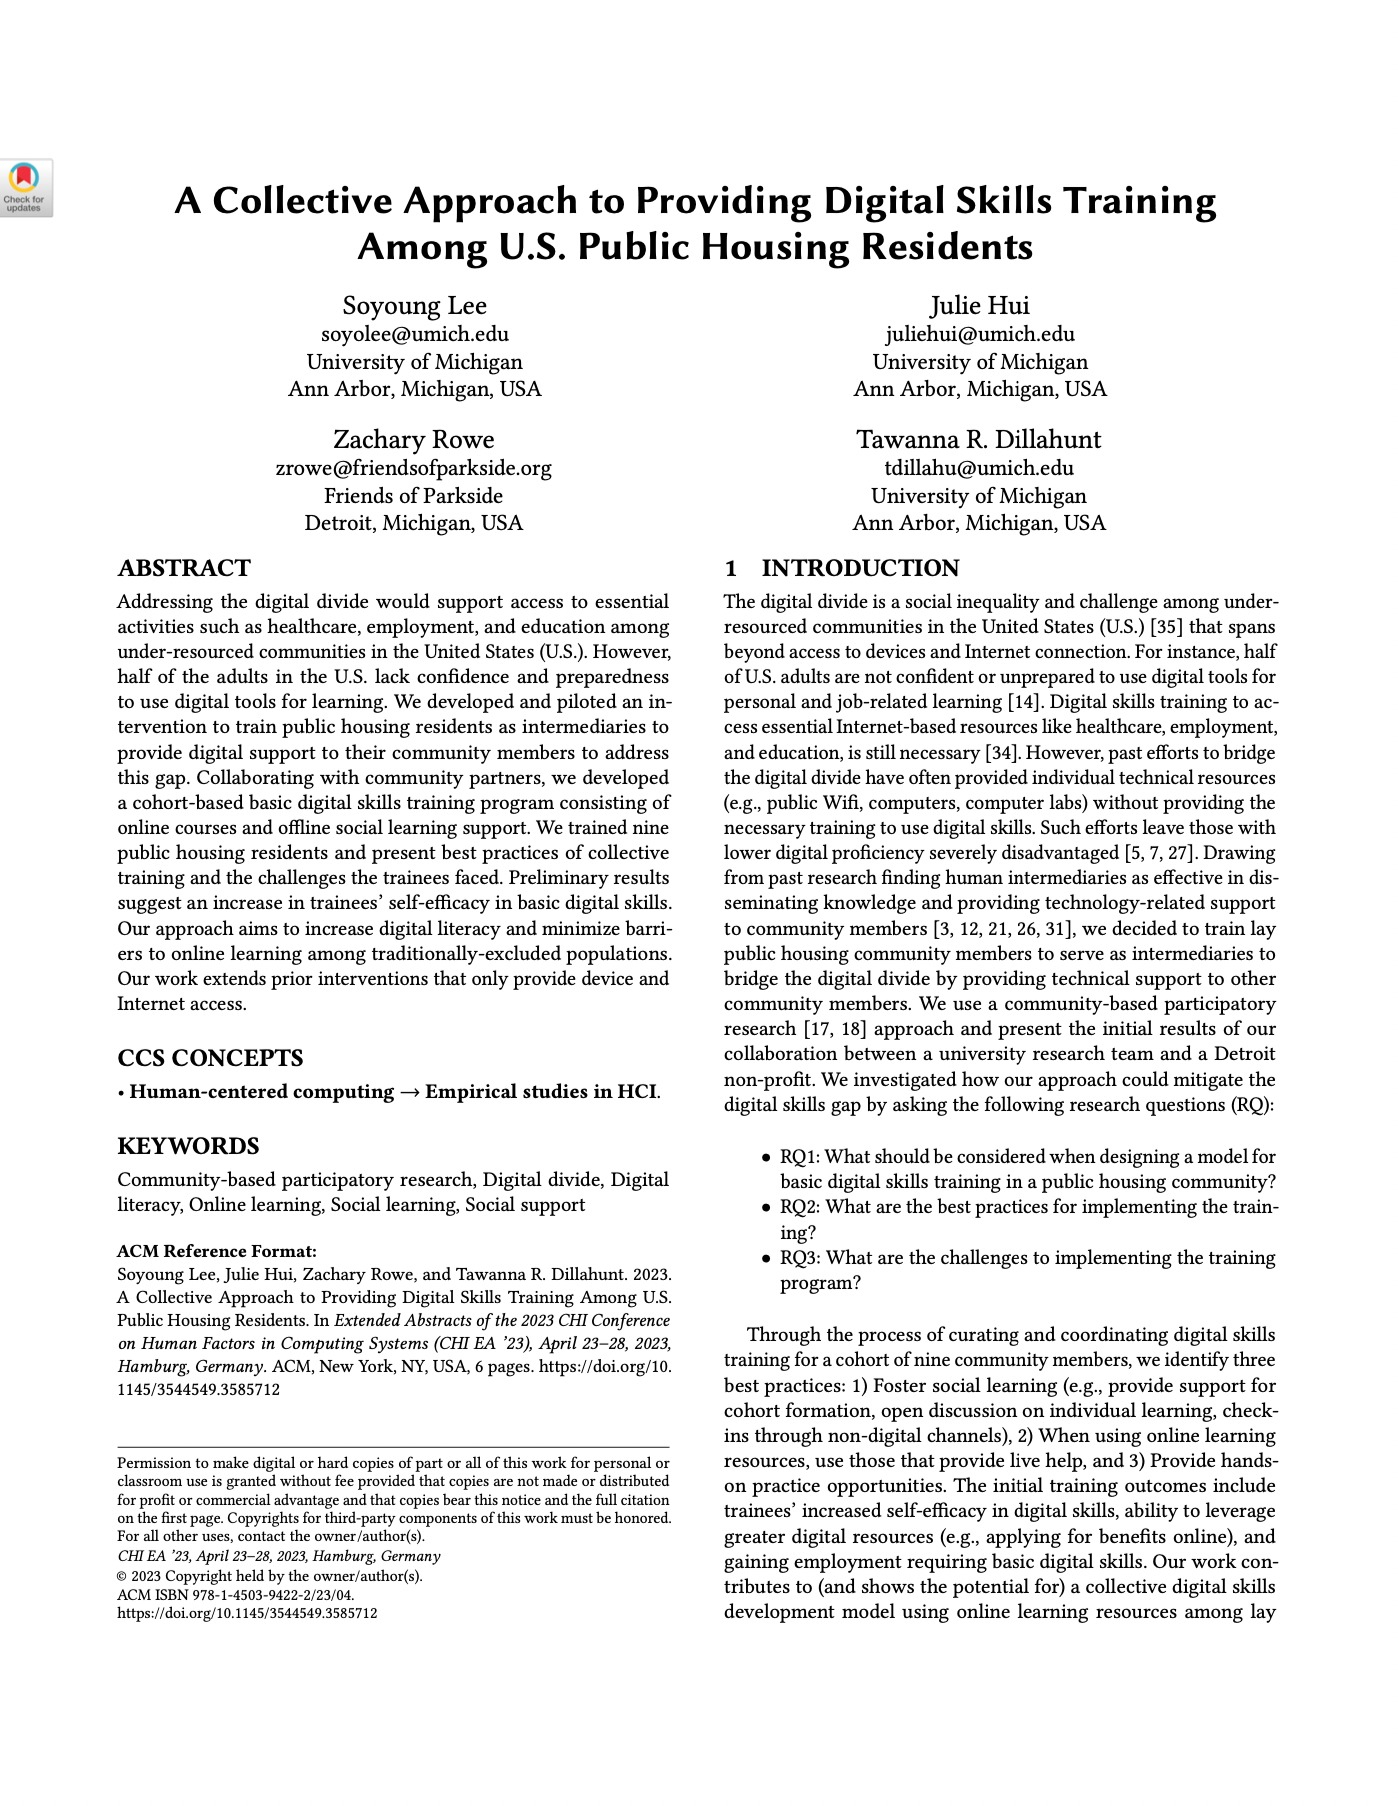 Check for
updates
A Collective Approach to Providing Digital Skills Training
Among U.S. Public Housing Residents
Soyoung Lee
soyolee@umich.edu
University of Michigan
Ann Arbor, Michigan, USA
Julie Hui
juliehui@umich.edu
University of Michigan
Ann Arbor, Michigan, USA
Zachary Rowe
zrowe@friendsofparkside.org
Friends of Parkside
Detroit, Michigan, USA
Tawanna R. Dillahunt
tdillahu@umich.edu
University of Michigan
Ann Arbor, Michigan, USA
ABSTRACT
Addressing the digital divide would support access to essential
activities such as healthcare, employment, and education among
under-resourced communities in the United States (U.S.). However,
half of the adults in the U.S. lack confidence and preparedness
to use digital tools for learning. We developed and piloted an in-
tervention to train public housing residents as intermediaries to
provide digital support to their community members to address
this gap. Collaborating with community partners, we developed
a cohort-based basic digital skills training program consisting of
online courses and offline social learning support. We trained nine
public housing residents and present best practices of collective
training and the challenges the trainees faced. Preliminary results
suggest an increase in trainees' self-efficacy in basic digital skills.
Our approach aims to increase digital literacy and minimize barri-
ers to online learning among traditionally-excluded populations.
Our work extends prior interventions that only provide device and
Internet access.
CCS CONCEPTS
• Human-centered computing → Empirical studies in HCI.
KEYWORDS
Community-based participatory research, Digital divide, Digital
literacy, Online learning, Social learning, Social support
ACM Reference Format:
Soyoung Lee, Julie Hui, Zachary Rowe, and Tawanna R. Dillahunt. 2023.
A Collective Approach to Providing Digital Skills Training Among U.S.
Public Housing Residents. In Extended Abstracts of the 2023 CHI Conference
on Human Factors in Computing Systems (CHI EA '23), April 23–28, 2023,
Hamburg, Germany. ACM, New York, NY, USA, 6 pages. https://doi.org/10.
1145/3544549.3585712
Permission to make digital or hard copies of part or all of this work for personal or
classroom use is granted without fee provided that copies are not made or distributed
for profit or commercial advantage and that copies bear this notice and the full citation
on the first page. Copyrights for third-party components of this work must be honored.
For all other uses, contact the owner/author(s).
CHI EA '23, April 23–28, 2023, Hamburg, Germany
© 2023 Copyright held by the owner/author(s).
ACM ISBN 978-1-4503-9422-2/23/04.
https://doi.org/10.1145/3544549.3585712
1 INTRODUCTION
The digital divide is a social inequality and challenge among under-
resourced communities in the United States (U.S.) [35] that spans
beyond access to devices and Internet connection. For instance, half
of U.S. adults are not confident or unprepared to use digital tools for
personal and job-related learning [14]. Digital skills training to ac-
cess essential Internet-based resources like healthcare, employment,
and education, is still necessary [34]. However, past efforts to bridge
the digital divide have often provided individual technical resources
(e.g., public Wifi, computers, computer labs) without providing the
necessary training to use digital skills. Such efforts leave those with
lower digital proficiency severely disadvantaged [5, 7, 27]. Drawing
from past research finding human intermediaries as effective in dis-
seminating knowledge and providing technology-related support
to community members [3, 12, 21, 26, 31], we decided to train lay
public housing community members to serve as intermediaries to
bridge the digital divide by providing technical support to other
community members. We use a community-based participatory
research [17, 18] approach and present the initial results of our
collaboration between a university research team and a Detroit
non-profit. We investigated how our approach could mitigate the
digital skills gap by asking the following research questions (RQ):
• RQ1: What should be considered when designing a model for
basic digital skills training in a public housing community?
• RQ2: What are the best practices for implementing the train-
ing?
• RQ3: What are the challenges to implementing the training
program?
Through the process of curating and coordinating digital skills
training for a cohort of nine community members, we identify three
best practices: 1) Foster social learning (e.g., provide support for
cohort formation, open discussion on individual learning, check-
ins through non-digital channels), 2) When using online learning
resources, use those that provide live help, and 3) Provide hands-
on practice opportunities. The initial training outcomes include
trainees' increased self-efficacy in digital skills, ability to leverage
greater digital resources (e.g., applying for benefits online), and
gaining employment requiring basic digital skills. Our work con-
tributes to (and shows the potential for) a collective digital skills
development model using online learning resources among lay